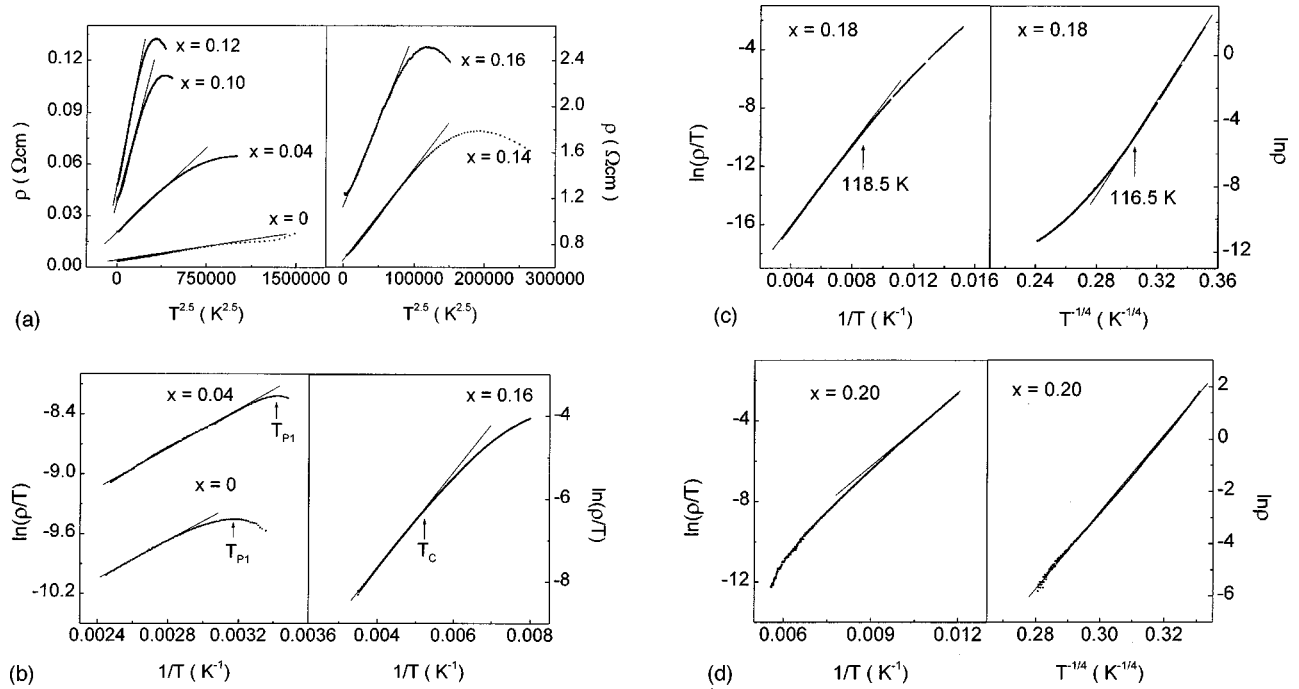 x = 0.12
x = 0.10
x = 0.04
x = 0
0.12
0.09
0.06
0.03
0.00
ρ ( Ωcm)
0
750000
1500000
T^2.5 ( K^2.5)
x = 0.16
x = 0.14
2.4
2.0
1.6
1.2
0.8
ρ ( Ωcm)
0
100000
200000
300000
T^2.5 ( K^2.5)
(a)
x = 0.18
-4
-8
-12
-16
ln(ρ/T)
118.5 K
0.004
0.008
0.012
0.016
1/T (K^-1)
x = 0.18
0
-4
-8
-12
lnρ
116.5 K
0.24
0.28
0.32
0.36
T^-1/4 (K^-1/4)
(c)
x = 0.04
T_P1
x = 0
T_P1
-8.4
-9.0
-9.6
-10.2
ln(ρ/T)
0.0024
0.0028
0.0032
0.0036
1/T (K^-1)
x = 0.16
T_C
-4
-6
-8
ln(ρ/T)
0.004
0.006
0.008
1/T (K^-1)
(b)
x = 0.20
-4
-8
-12
ln(ρ/T)
0.006
0.009
0.012
1/T (K^-1)
x = 0.20
2
0
-2
-4
-6
lnρ
0.28
0.30
0.32
T^-1/4 (K^-1/4)
(d)